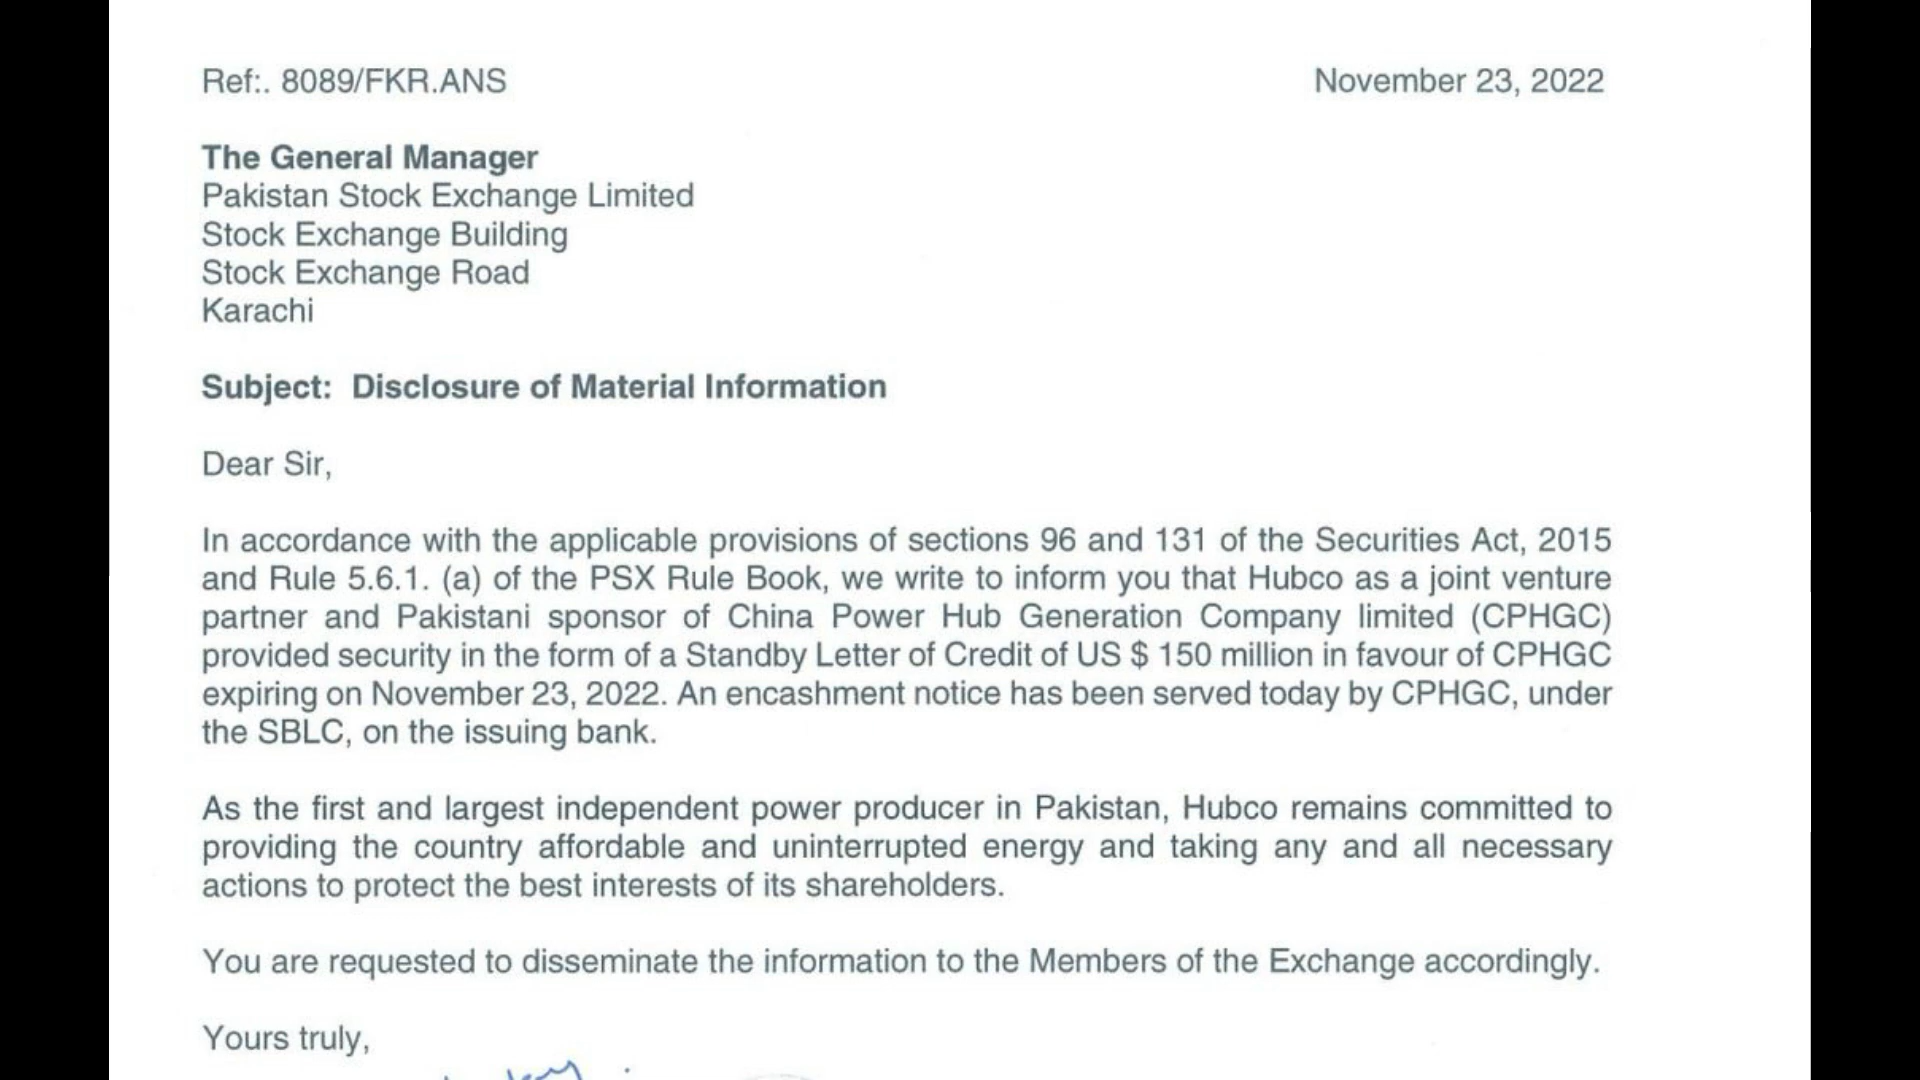 Ref:. 8089/FKR.ANS
November 23, 2022
The General Manager
Pakistan Stock Exchange Limited
Stock Exchange Building
Stock Exchange Road
Karachi
Subject: Disclosure of Material Information
Dear Sir,
In accordance with the applicable provisions of sections 96 and 131 of the Securities Act, 2015
and Rule 5.6.1. (a) of the PSX Rule Book, we write to inform you that Hubco as a joint venture
partner and Pakistani sponsor of China Power Hub Generation Company limited (CPHGC)
provided security in the form of a Standby Letter of Credit of US $ 150 million in favour of CPHGC
expiring on November 23, 2022. An encashment notice has been served today by CPHGC, under
the SBLC, on the issuing bank.
As the first and largest independent power producer in Pakistan, Hubco remains committed to
providing the country affordable and uninterrupted energy and taking any and all necessary
actions to protect the best interests of its shareholders.
You are requested to disseminate the information to the Members of the Exchange accordingly.
Yours truly,